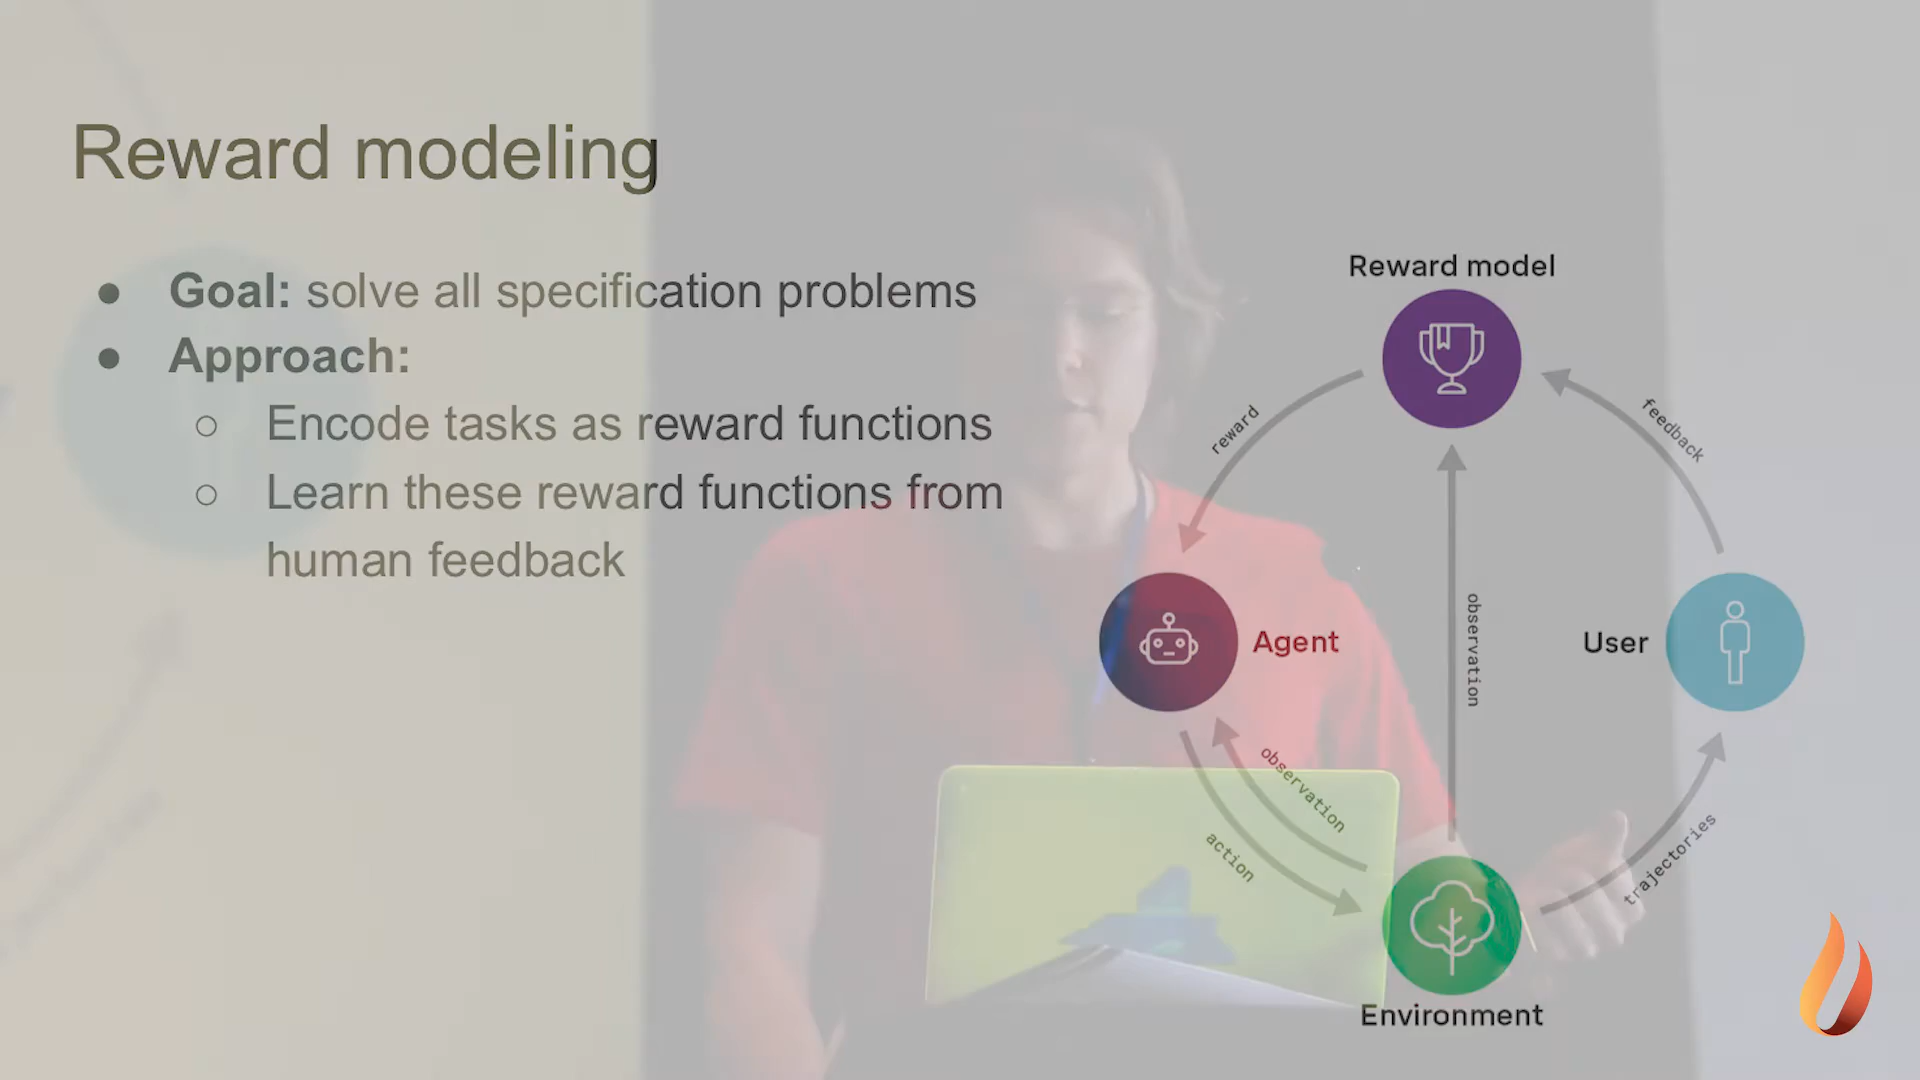 Reward modeling
● Goal: solve all specification problems
● Approach:
○ Encode tasks as reward functions
○ Learn these reward functions from
human feedback
Reward model
reward
feedback
observation
Agent
User
observation
action
trajectories
Environment